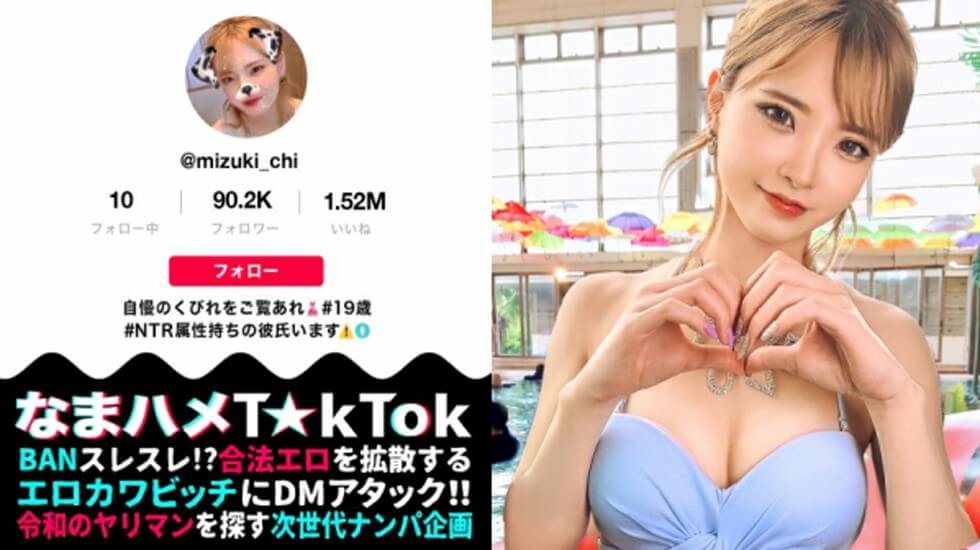 @mizuki_chi
10 90.2K 1.52M
フォロー中 フォロワー いいね
フォロー
自慢のくびれをご覧あれ #19歳
#NTR属性持ちの彼氏います⚠️
なまハメT★kTok
BANスレスレ!?合法エロを拡散する
エロカワビッチにDMアタック!!
令和のヤリマンを探す次世代ナンパ企画